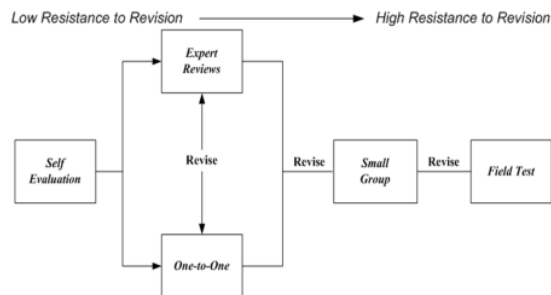 Low Resistance to Revision
High Resistance to Revision
Expert
Reviews
Self
Evaluation
Revise
Revise
Small
Group
Revise
Field Test
One-to-One